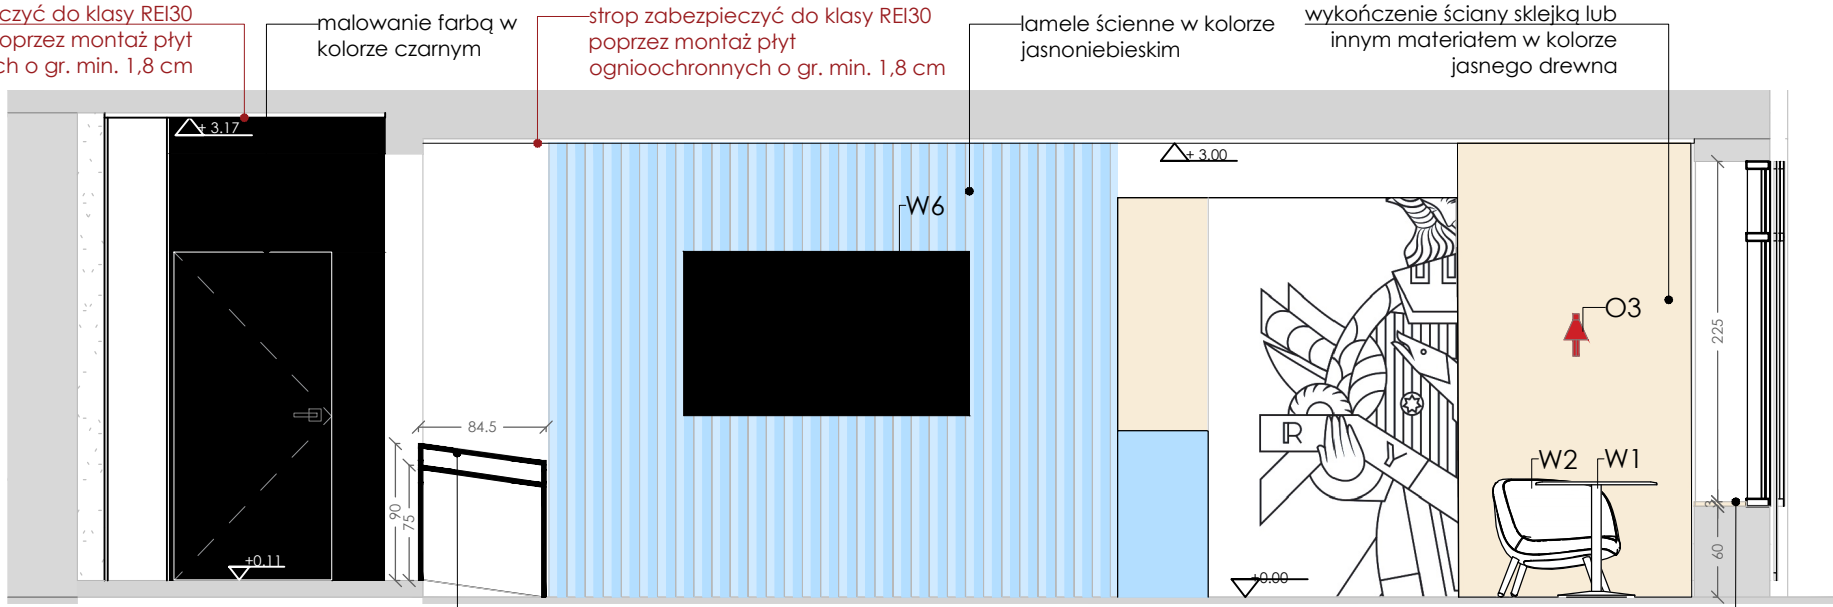 czyć do klasy REI30
oprzez montaż płyt
ch o gr. min. 1,8 cm
malowanie farbą w
kolorze czarnym
strop zabezpieczyć do klasy REI30
poprzez montaż płyt
ognioochronnych o gr. min. 1,8 cm
lamele ścienne w kolorze
jasnoniebieskim
wykończenie ściany sklejką lub
innym materiałem w kolorze
jasnego drewna
+ 3.17
+ 3.00
W6
O3
225
84.5
R
Y
W2
W1
90
75
60
+0.11
+0.00